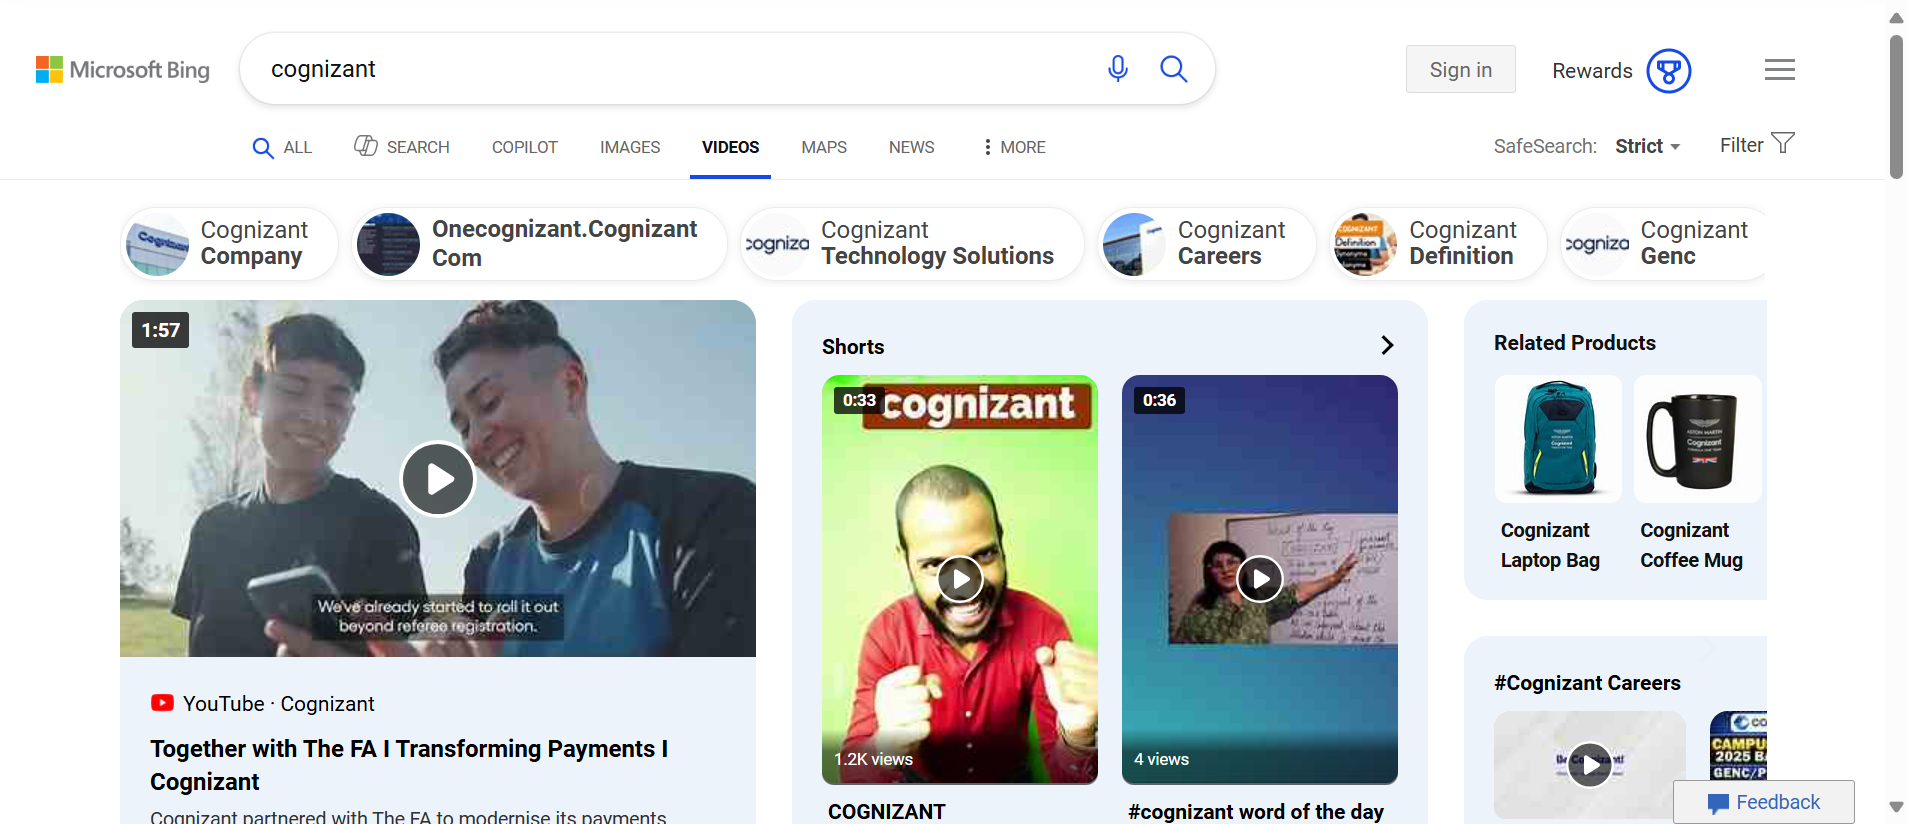 Microsoft Bing
cognizant
Sign in
Rewards
ALL
SEARCH
COPILOT
IMAGES
VIDEOS
MAPS
NEWS
MORE
SafeSearch: Strict
Filter
Cognizant
Company
Onecognizant.Cognizant
Com
Cognizant
Technology Solutions
Cognizant
Careers
Cognizant
Definition
Cognizant
Genc
1:57
We've already started to roll it out
beyond referee registration.
YouTube · Cognizant
Together with The FA I Transforming Payments I
Cognizant
Cognizant partnered with The FA to modernise its payments
Shorts
0:33
cognizant
1.2K views
COGNIZANT
0:36
4 views
#cognizant word of the day
Related Products
ASTON MARTIN
Cognizant
Cognizant
Laptop Bag
Cognizant
Coffee Mug
#Cognizant Careers
CAMPU
2025 BA
GENC/P
Feedback